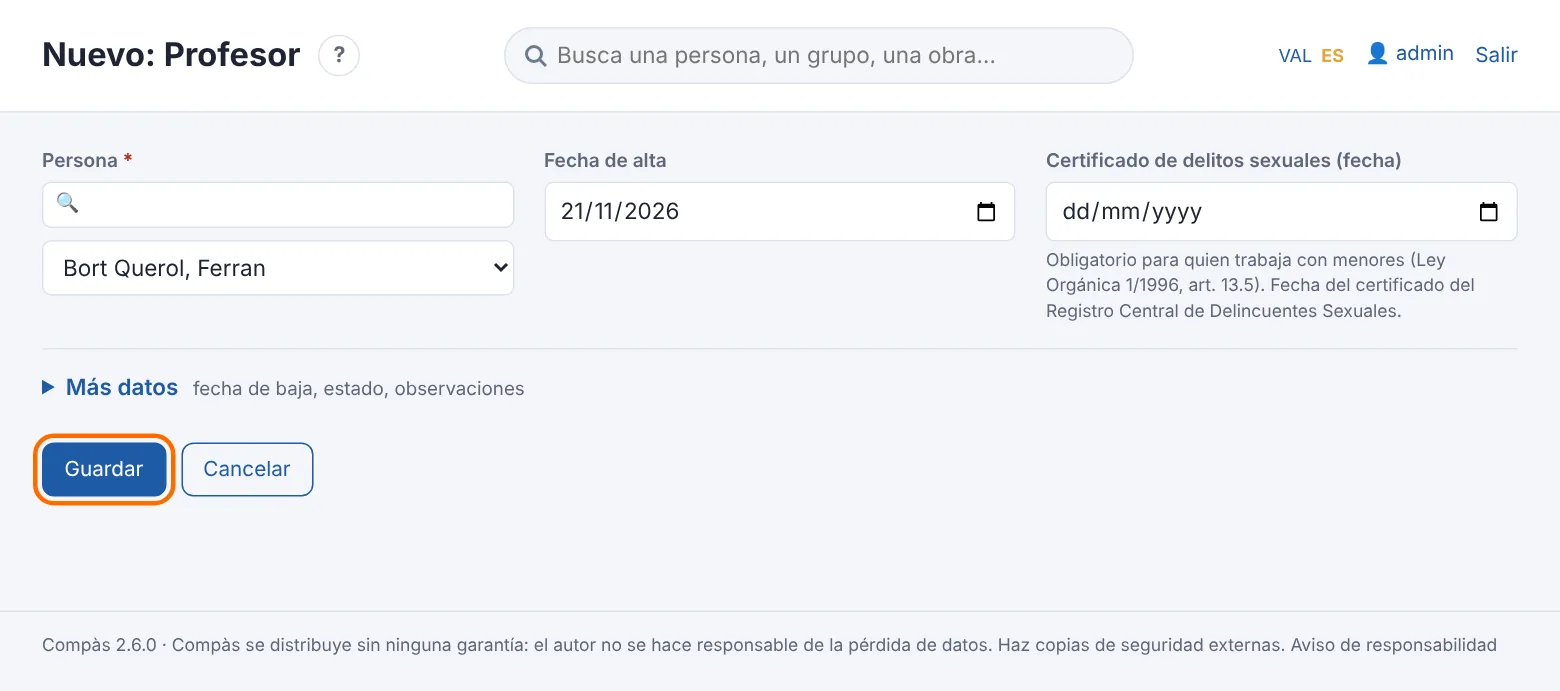 Nuevo: Profesor ?
Busca una persona, un grupo, una obra...
VAL ES admin Salir
Persona *
Bort Querol, Ferran
Fecha de alta
21/11/2026
Certificado de delitos sexuales (fecha)
dd/mm/yyyy
Obligatorio para quien trabaja con menores (Ley
Orgánica 1/1996, art. 13.5). Fecha del certificado del
Registro Central de Delincuentes Sexuales.
Más datos fecha de baja, estado, observaciones
Guardar Cancelar
Compàs 2.6.0 · Compàs se distribuye sin ninguna garantía: el autor no se hace responsable de la pérdida de datos. Haz copias de seguridad externas. Aviso de responsabilidad